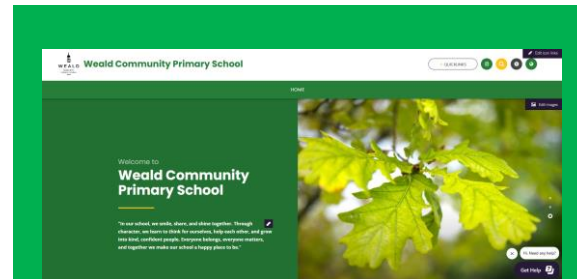 Edit icon links
WEALD
Weald Community Primary School
QUICKLINKS
HOME
Edit images
Welcome to
Weald Community
Primary School
"In our school, we smile, share, and shine together. Through
character, we learn to think for ourselves, help each other, and grow
into kind, confident people. Everyone belongs, everyone matters,
and together we make our school a happy place to be."
Hi. Need any help?
Get Help